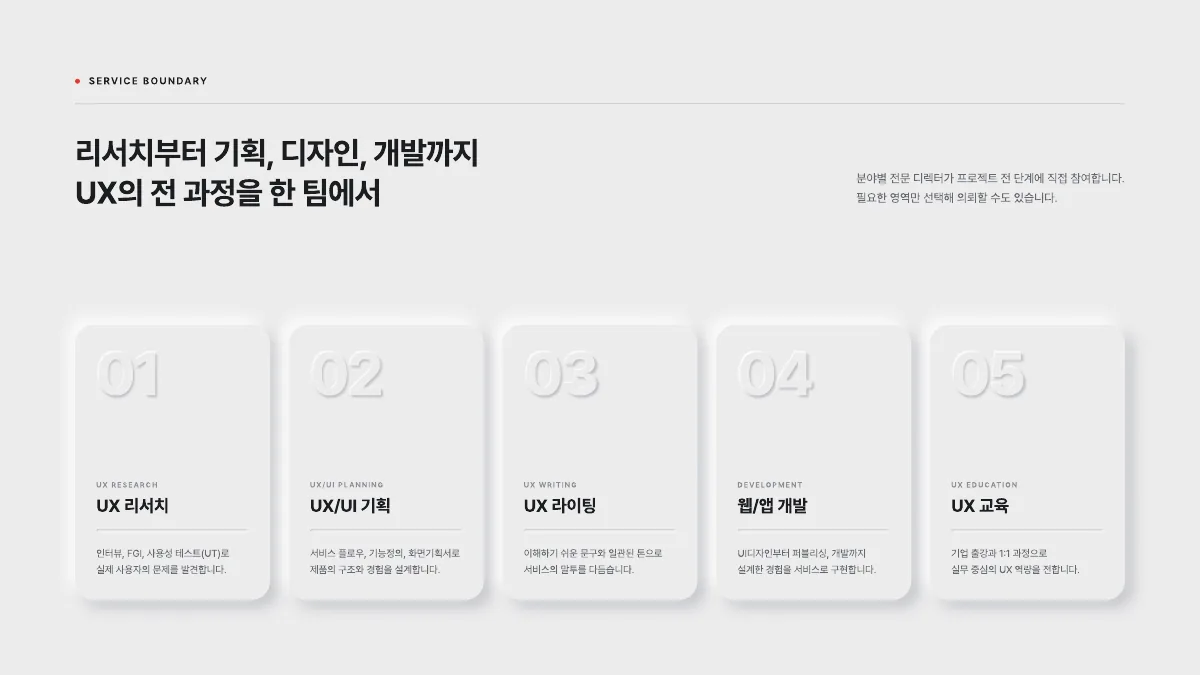 SERVICE BOUNDARY
리서치부터 기획, 디자인, 개발까지
UX의 전 과정을 한 팀에서
분야별 전문 디렉터가 프로젝트 전 단계에 직접 참여합니다.
필요한 영역만 선택해 의뢰할 수도 있습니다.
01
UX RESEARCH
UX 리서치
인터뷰, FGI, 사용성 테스트(UT)로
실제 사용자의 문제를 발견합니다.
02
UX/UI PLANNING
UX/UI 기획
서비스 플로우, 기능정의, 화면기획서로
제품의 구조와 경험을 설계합니다.
03
UX WRITING
UX 라이팅
이해하기 쉬운 문구와 일관된 톤으로
서비스의 말투를 다듬습니다.
04
DEVELOPMENT
웹/앱 개발
UI디자인부터 퍼블리싱, 개발까지
설계한 경험을 서비스로 구현합니다.
05
UX EDUCATION
UX 교육
기업 출강과 1:1 과정으로
실무 중심의 UX 역량을 전합니다.